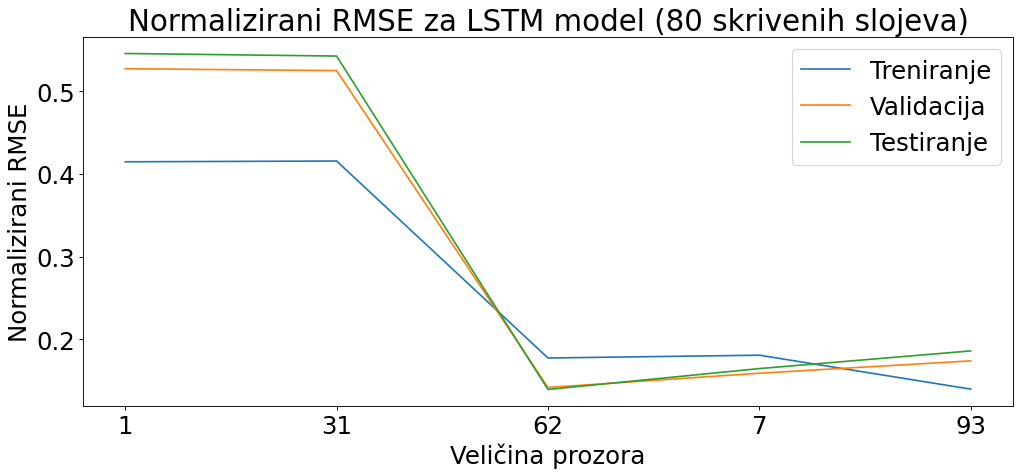 Normalizirani RMSE za LSTM model (80 skrivenih slojeva)
Treniranje
Validacija
Testiranje
Normalizirani RMSE
0.5
0.4
0.3
0.2
1 31 62 7 93
Veličina prozora